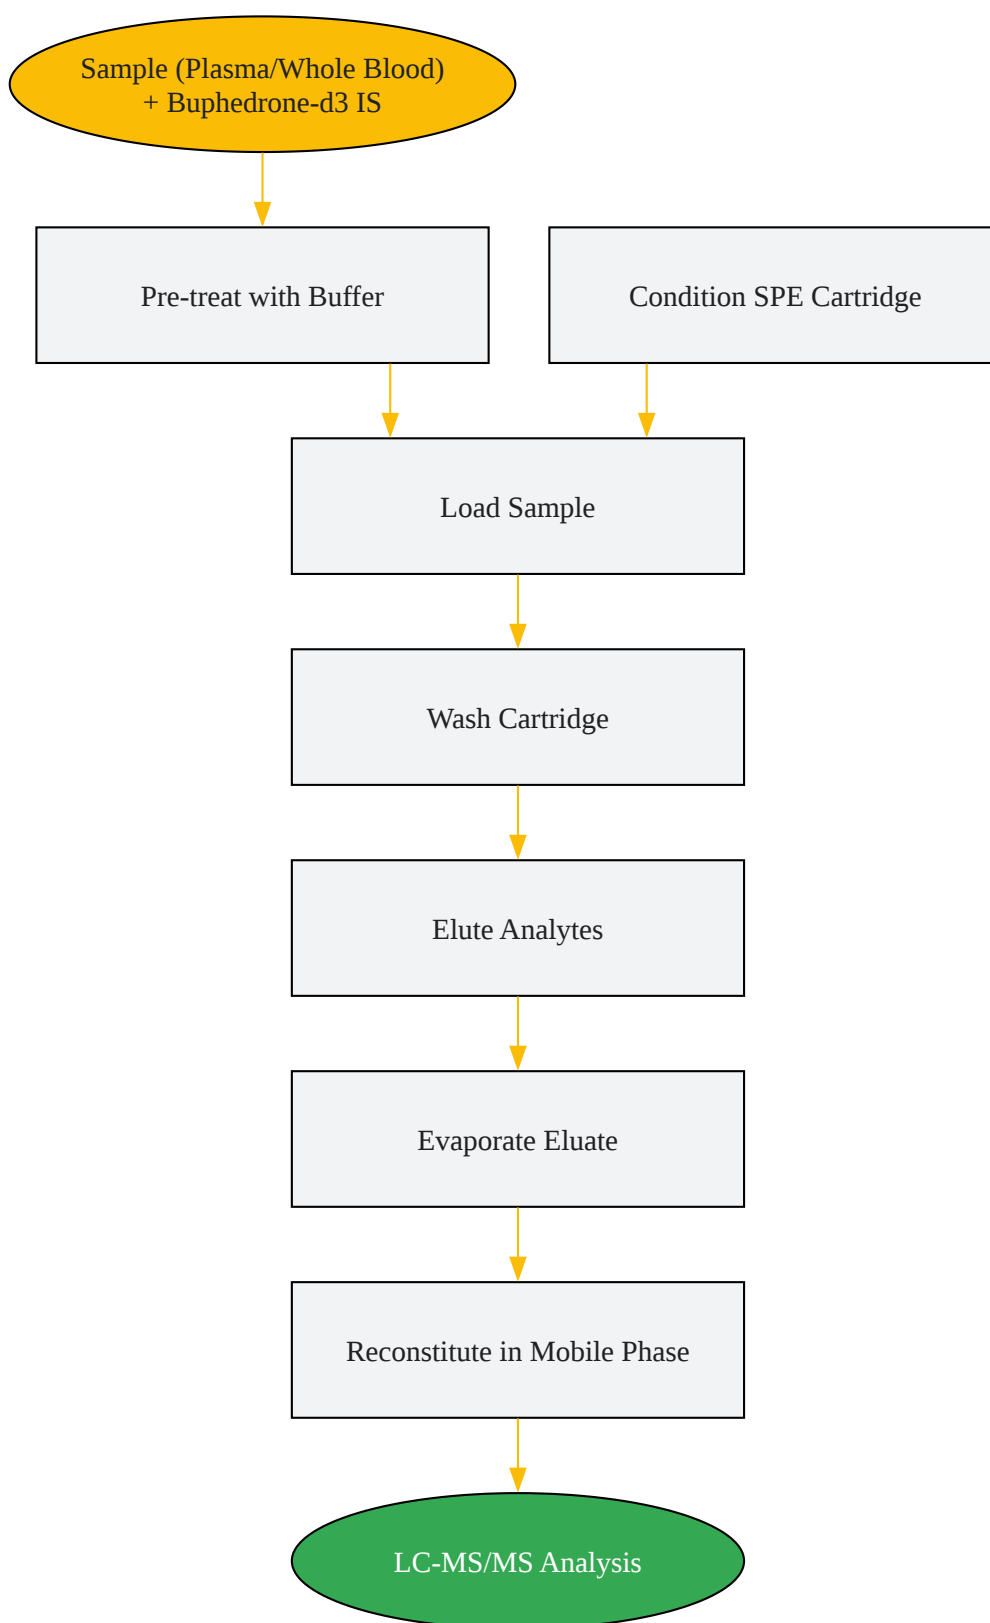 Sample (Plasma/Whole Blood)
+ Buphedrone-d3 IS
Pre-treat with Buffer
Condition SPE Cartridge
Load Sample
Wash Cartridge
Elute Analytes
Evaporate Eluate
Reconstitute in Mobile Phase
LC-MS/MS Analysis